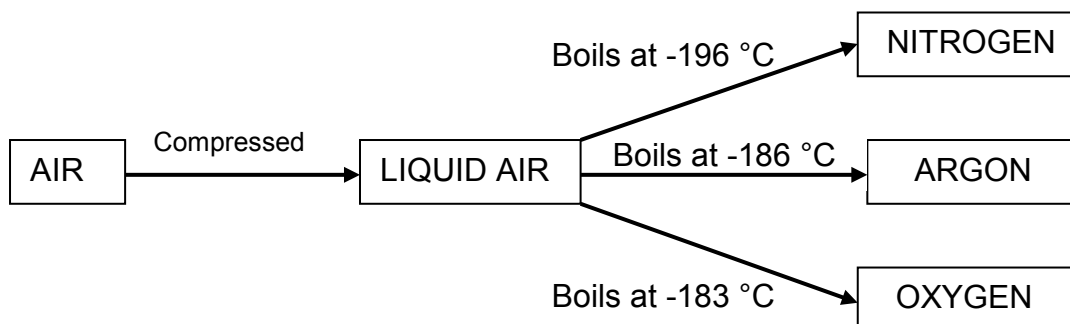 NITROGEN
Boils at -196 °C
Compressed
AIR
LIQUID AIR
Boils at -186 °C
ARGON
Boils at -183 °C
OXYGEN